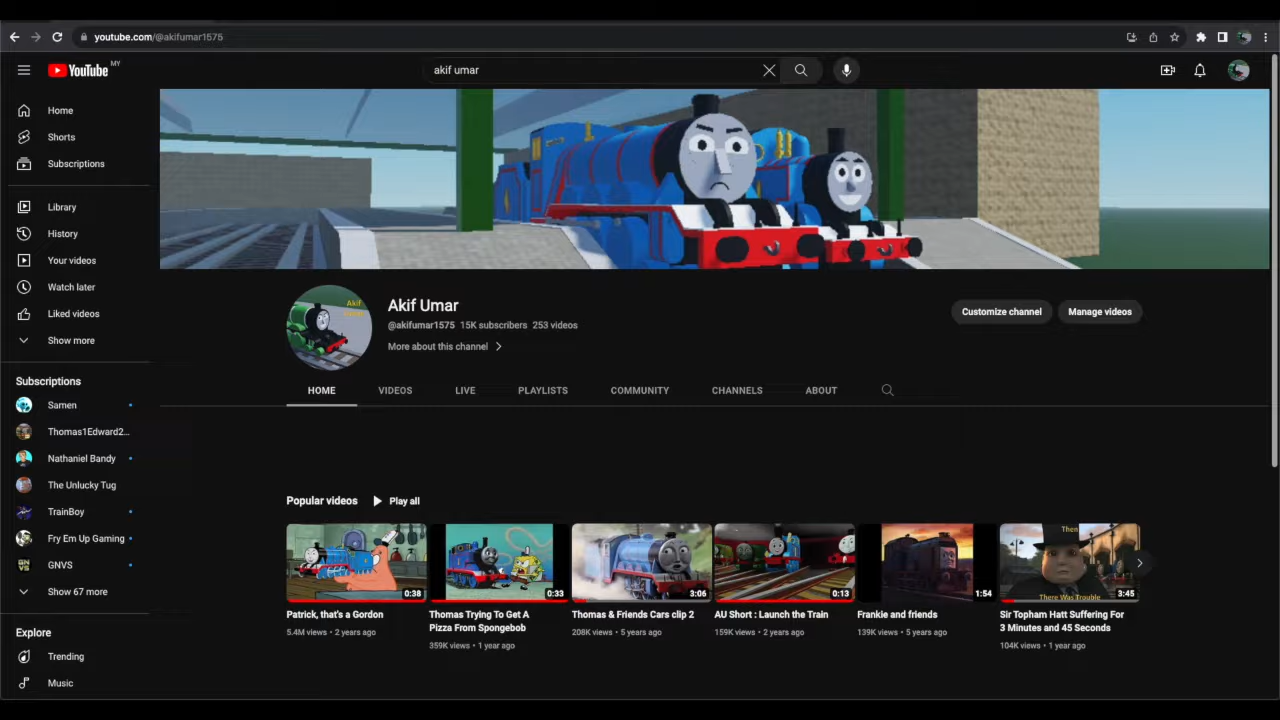 youtube.com/@akifumar1575
YouTube MY
akif umar
Home
Shorts
Subscriptions
Library
History
Your videos
Watch later
Liked videos
Show more
Subscriptions
Samen
Thomas1Edward2...
Nathaniel Bandy
The Unlucky Tug
TrainBoy
Fry Em Up Gaming
GNVS
Show 67 more
Explore
Trending
Music
Akif
Umar
Akif Umar
@akifumar1575 15K subscribers 253 videos
More about this channel
Customize channel
Manage videos
HOME VIDEOS LIVE PLAYLISTS COMMUNITY CHANNELS ABOUT
Popular videos Play all
0:38
Patrick, that's a Gordon
5.4M views • 2 years ago
0:33
Thomas Trying To Get A
Pizza From Spongebob
359K views • 1 year ago
3:06
Thomas & Friends Cars clip 2
208K views • 5 years ago
0:13
AU Short : Launch the Train
159K views • 2 years ago
1:54
Frankie and friends
139K views • 5 years ago
Then
There Was Trouble
3:45
Sir Topham Hatt Suffering For
3 Minutes and 45 Seconds
104K views • 1 year ago